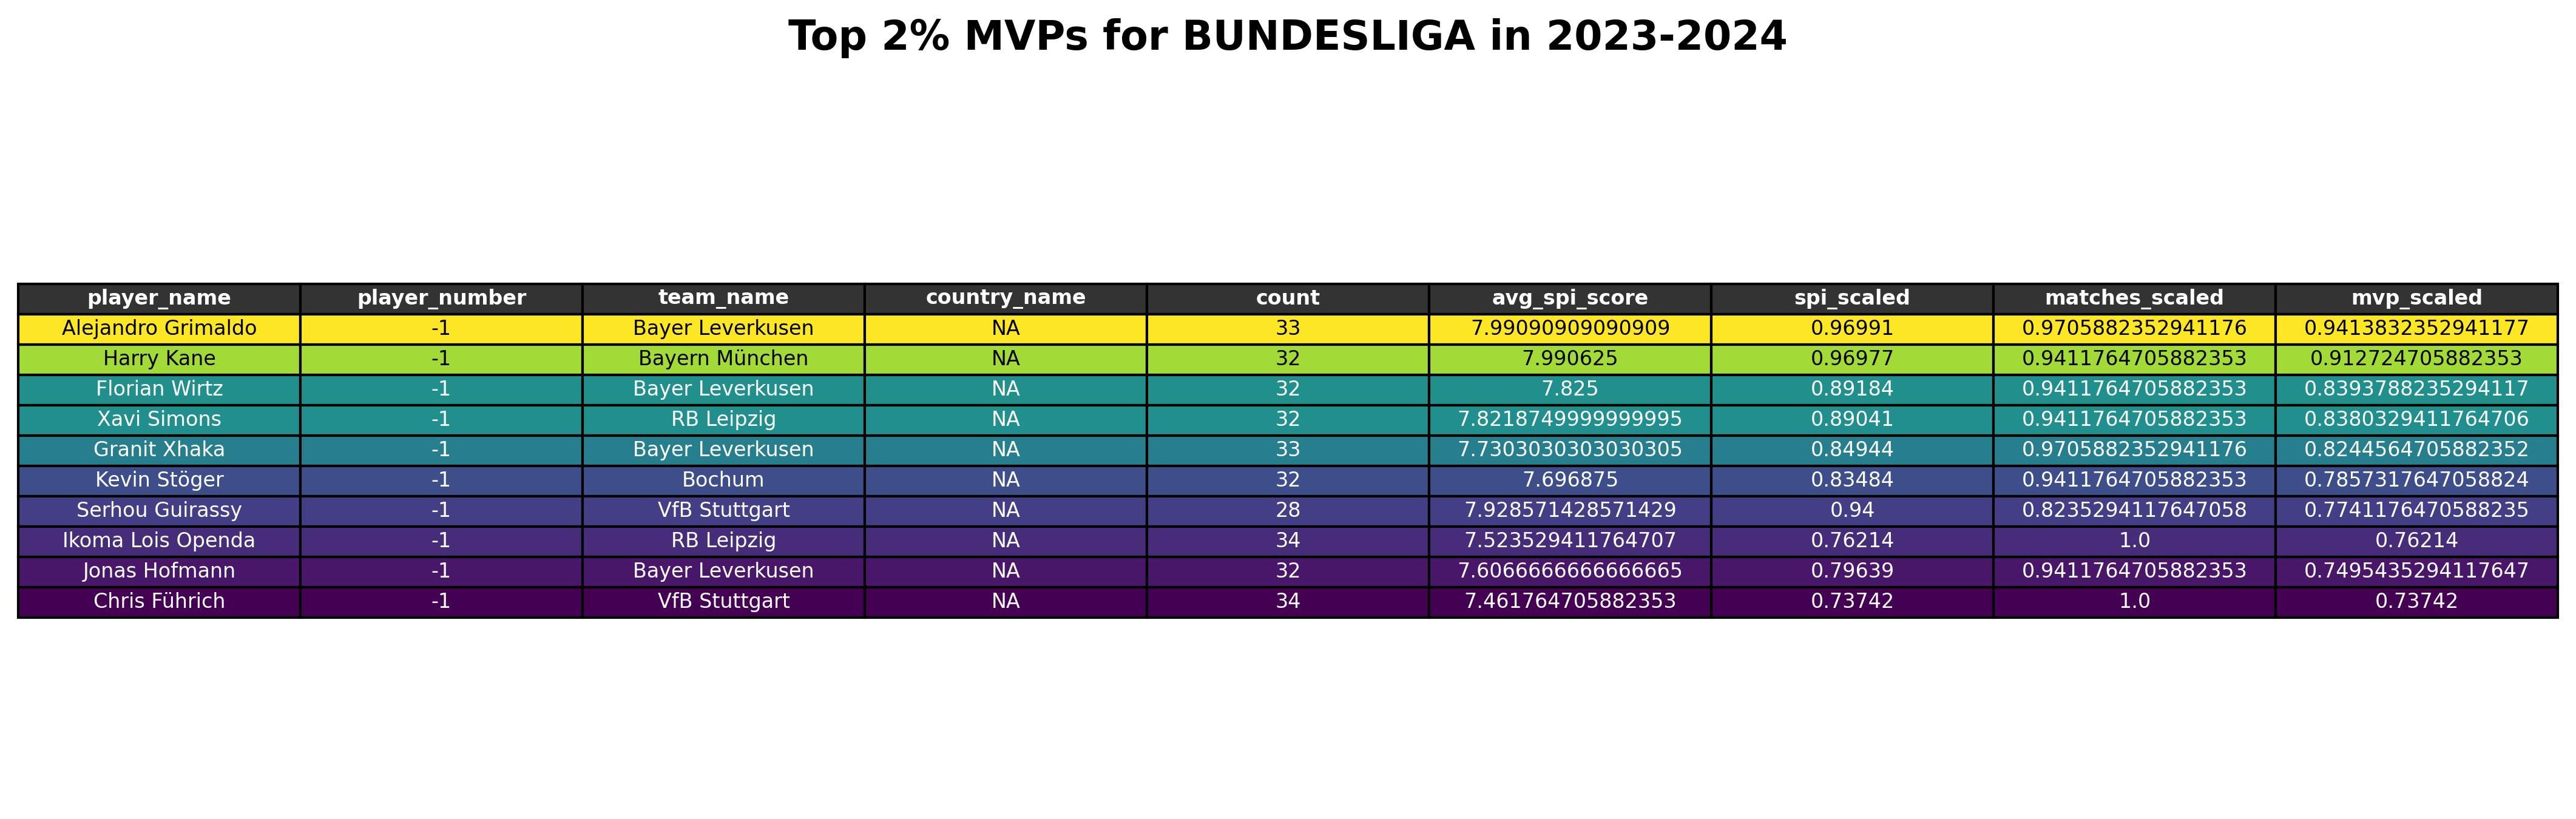 Top 2% MVPs for BUNDESLIGA in 2023-2024
player_name player_number team_name country_name count avg_spi_score spi_scaled matches_scaled mvp_scaled
Alejandro Grimaldo -1 Bayer Leverkusen NA 33 7.99090909090909 0.96991 0.9705882352941176 0.9413832352941177
Harry Kane -1 Bayern München NA 32 7.990625 0.96977 0.9411764705882353 0.912724705882353
Florian Wirtz -1 Bayer Leverkusen NA 32 7.825 0.89184 0.9411764705882353 0.8393788235294117
Xavi Simons -1 RB Leipzig NA 32 7.8218749999999995 0.89041 0.9411764705882353 0.8380329411764706
Granit Xhaka -1 Bayer Leverkusen NA 33 7.7303030303030305 0.84944 0.9705882352941176 0.8244564705882352
Kevin Stöger -1 Bochum NA 32 7.696875 0.83484 0.9411764705882353 0.7857317647058824
Serhou Guirassy -1 VfB Stuttgart NA 28 7.928571428571429 0.94 0.8235294117647058 0.7741176470588235
Ikoma Lois Openda -1 RB Leipzig NA 34 7.523529411764707 0.76214 1.0 0.76214
Jonas Hofmann -1 Bayer Leverkusen NA 32 7.6066666666666665 0.79639 0.9411764705882353 0.7495435294117647
Chris Führich -1 VfB Stuttgart NA 34 7.461764705882353 0.73742 1.0 0.73742